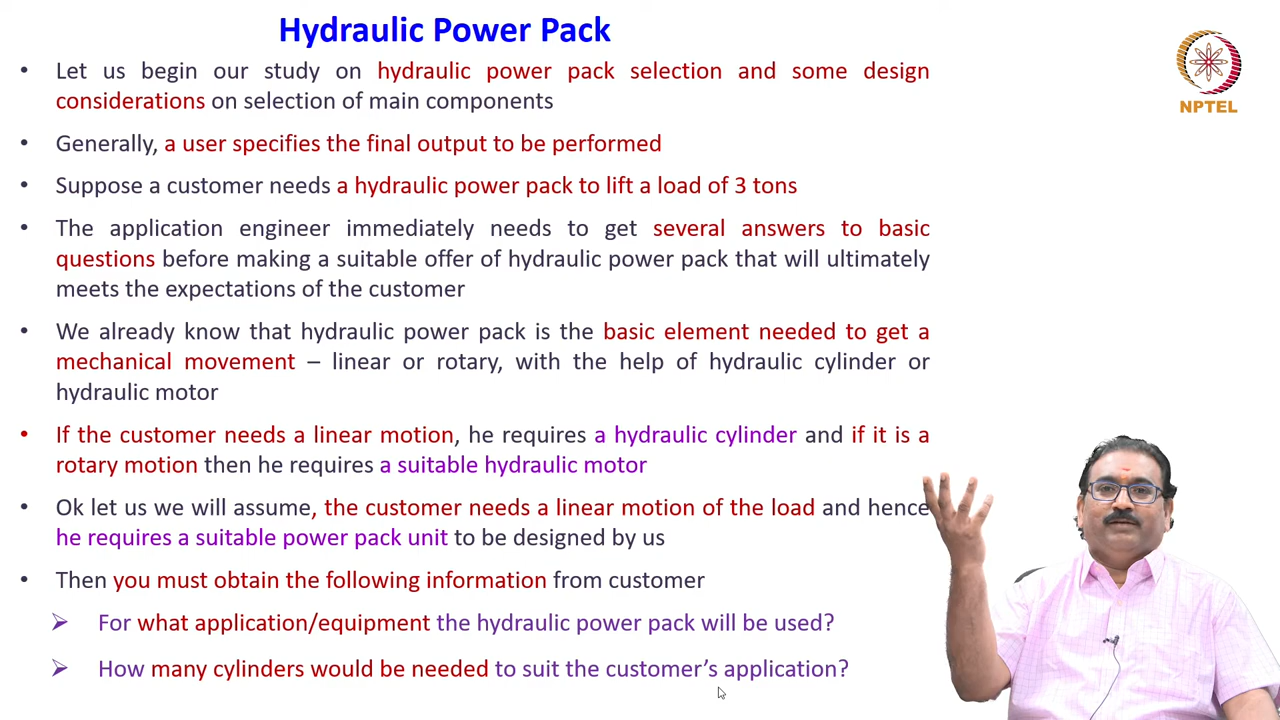 Hydraulic Power Pack
• Let us begin our study on hydraulic power pack selection and some design
considerations on selection of main components
• Generally, a user specifies the final output to be performed
• Suppose a customer needs a hydraulic power pack to lift a load of 3 tons
• The application engineer immediately needs to get several answers to basic
questions before making a suitable offer of hydraulic power pack that will ultimately
meets the expectations of the customer
• We already know that hydraulic power pack is the basic element needed to get a
mechanical movement – linear or rotary, with the help of hydraulic cylinder or
hydraulic motor
• If the customer needs a linear motion, he requires a hydraulic cylinder and if it is a
rotary motion then he requires a suitable hydraulic motor
• Ok let us we will assume, the customer needs a linear motion of the load and hence
he requires a suitable power pack unit to be designed by us
• Then you must obtain the following information from customer
➢ For what application/equipment the hydraulic power pack will be used?
➢ How many cylinders would be needed to suit the customer’s application?
NPTEL